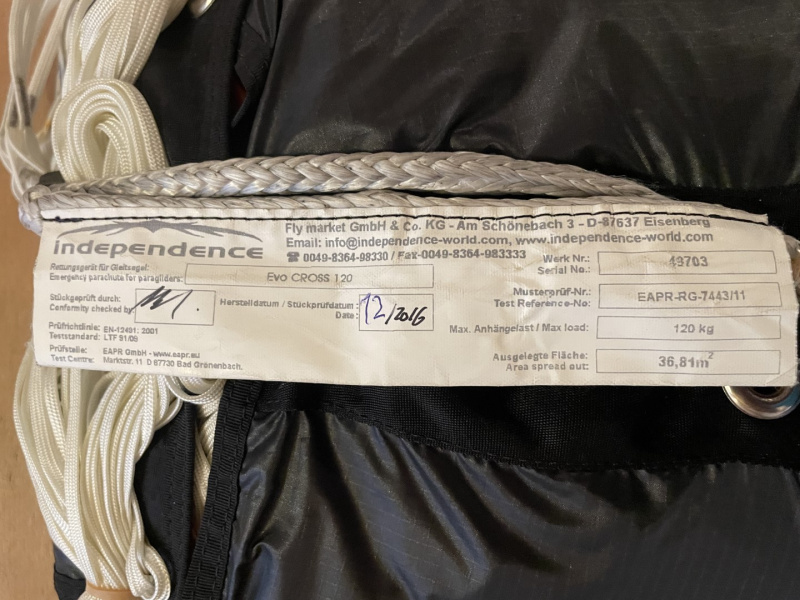 independence
Fly market GmbH & Co. KG - Am Schönebach 3 - D-87637 Eisenberg
Email: info@independence-world.com, www.independence-world.com
☎ 0049-8364-98330 / Fax-0049-8364-983333
Werk Nr.:
Serial No.:
43703
Rettungsgerät für Gleitsegel:
Emergency parachute for paragliders:
Evo CROSS 120
Musterprüf-Nr.:
Test Reference-No:
EAPR-RG-7443/11
Stückgeprüft durch:
Conformity checked by:
Herstelldatum / Stückprüfdatum:
Date:
12/2016
Max. Anhängelast / Max load:
120 kg
Prüfrichtlinie: EN-12491: 2001
Teststandard: LTF 91/09
Prüfstelle: EAPR GmbH - www.eapr.eu
Test Centre: Marktstr. 11 D 87730 Bad Grönenbach,
Ausgelegte Fläche:
Area spread out:
36,81m²